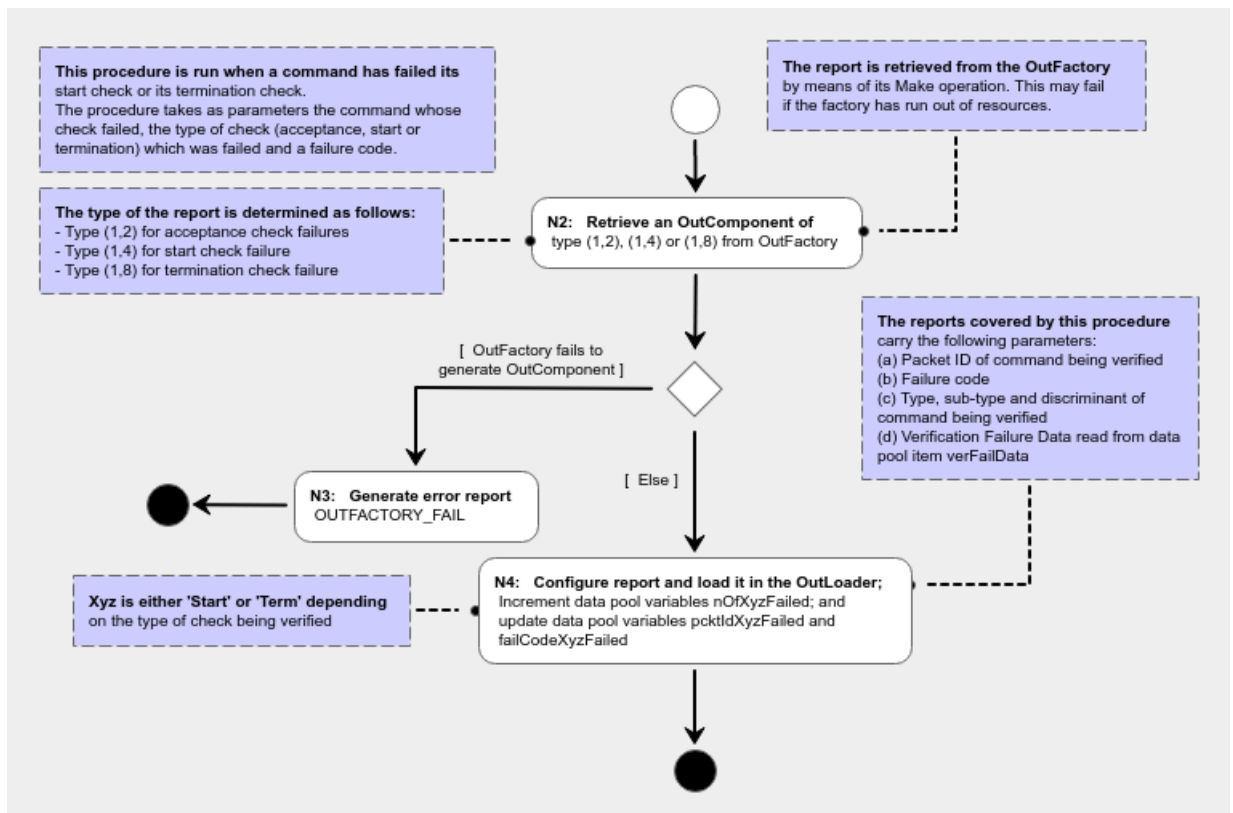 This procedure is run when a command has failed its
start check or its termination check.
The procedure takes as parameters the command whose
check failed, the type of check (acceptance, start or
termination) which was failed and a failure code.
The report is retrieved from the OutFactory
by means of its Make operation. This may fail
if the factory has run out of resources.
The type of the report is determined as follows:
- Type (1,2) for acceptance check failures
- Type (1,4) for start check failure
- Type (1,8) for termination check failure
N2: Retrieve an OutComponent of
type (1,2), (1,4) or (1,8) from OutFactory
The reports covered by this procedure
carry the following parameters:
(a) Packet ID of command being verified
(b) Failure code
(c) Type, sub-type and discriminant of
command being verified
(d) Verification Failure Data read from data
pool item verFailData
[ OutFactory fails to
generate OutComponent ]
[ Else ]
N3: Generate error report
OUTFACTORY_FAIL
N4: Configure report and load it in the OutLoader;
Increment data pool variables nOfXyzFailed; and
update data pool variables pcktIdXyzFailed and
failCodeXyzFailed
Xyz is either 'Start' or 'Term' depending
on the type of check being verified